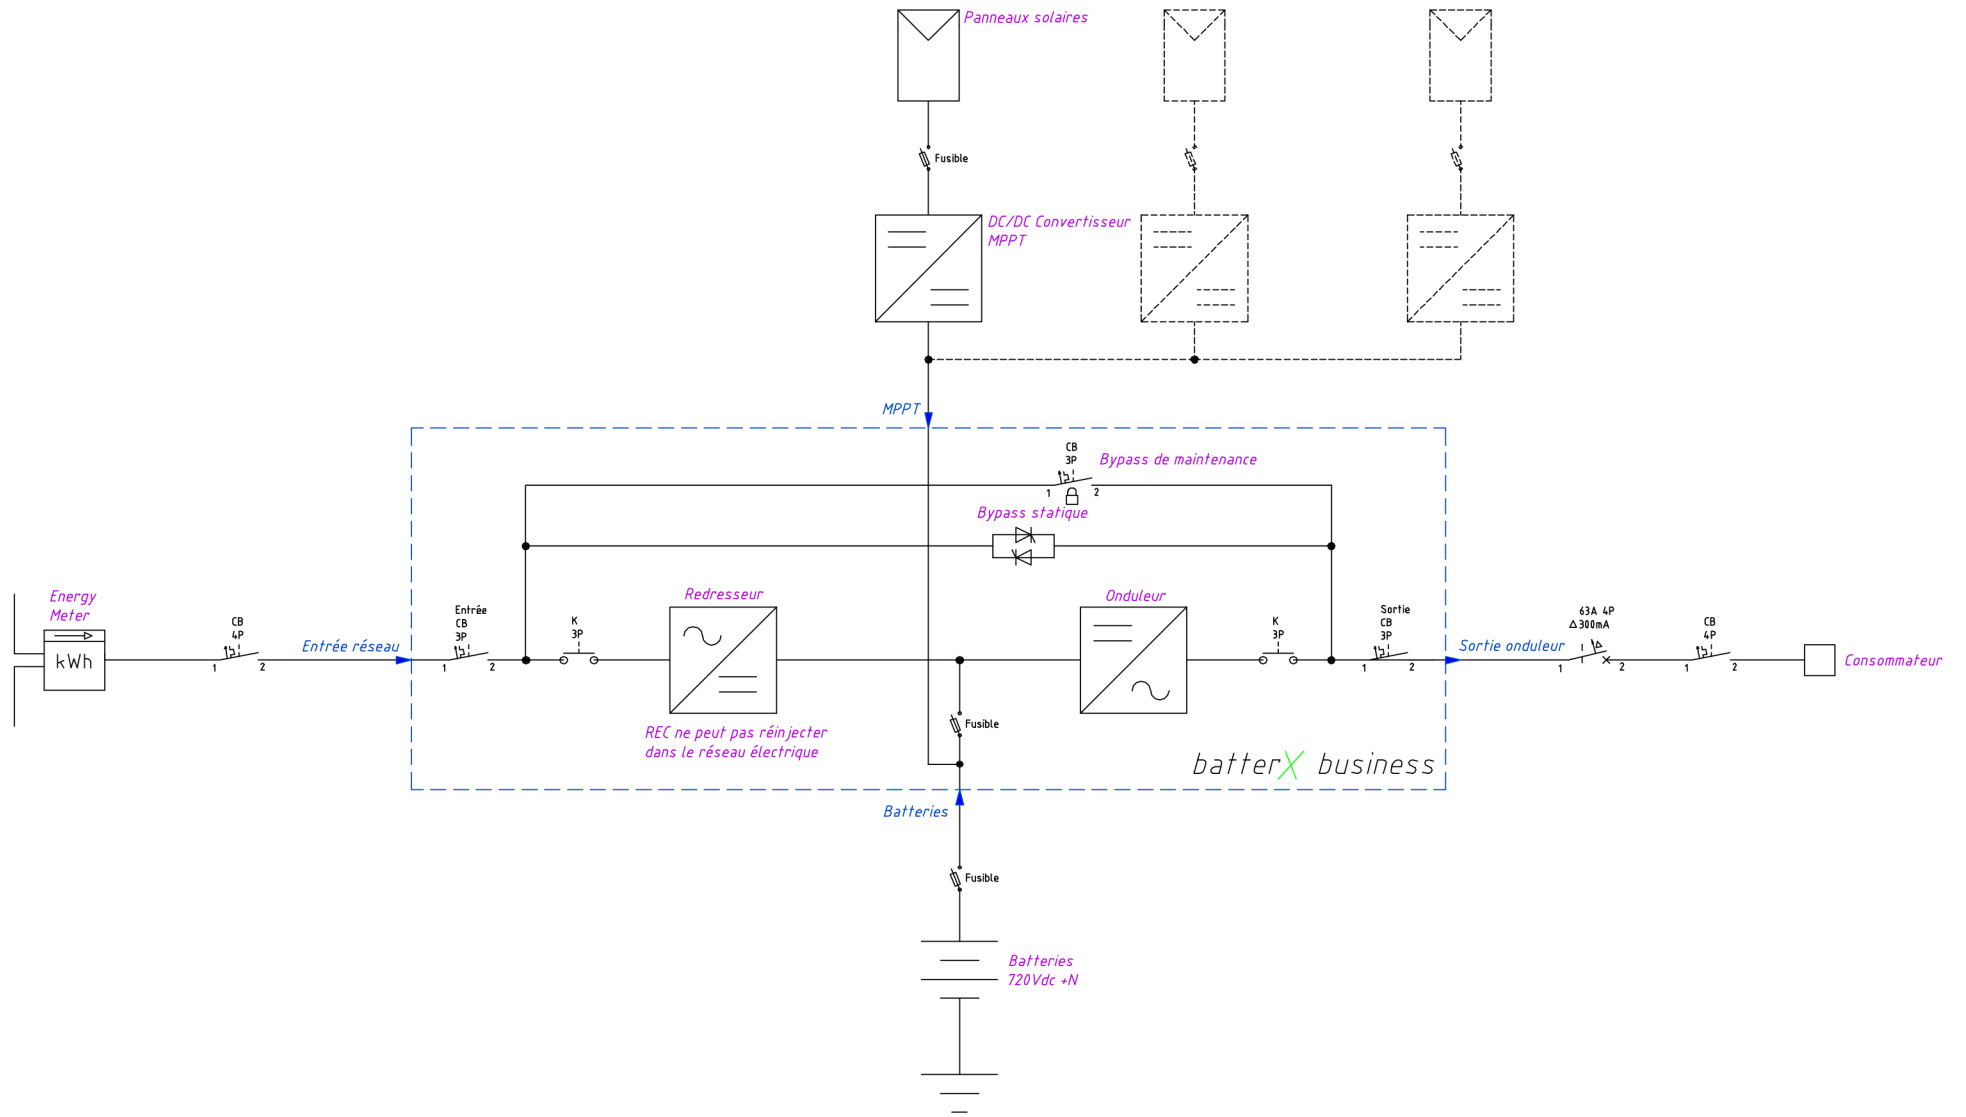 Panneaux solaires
Fusible
DC/DC Convertisseur
MPPT
MPPT
CB
3P
Bypass de maintenance
1
2
Bypass statique
Energy
Meter
kWh
CB
4P
1
2
Entrée réseau
Entrée
CB
3P
1
2
K
3P
Redresseur
REC ne peut pas réinjecter
dans le réseau électrique
Fusible
Onduleur
K
3P
Sortie
CB
3P
1
2
Sortie onduleur
63A 4P
Δ300mA
1
2
CB
4P
1
2
Consommateur
batterX business
Batteries
Fusible
Batteries
720Vdc +N